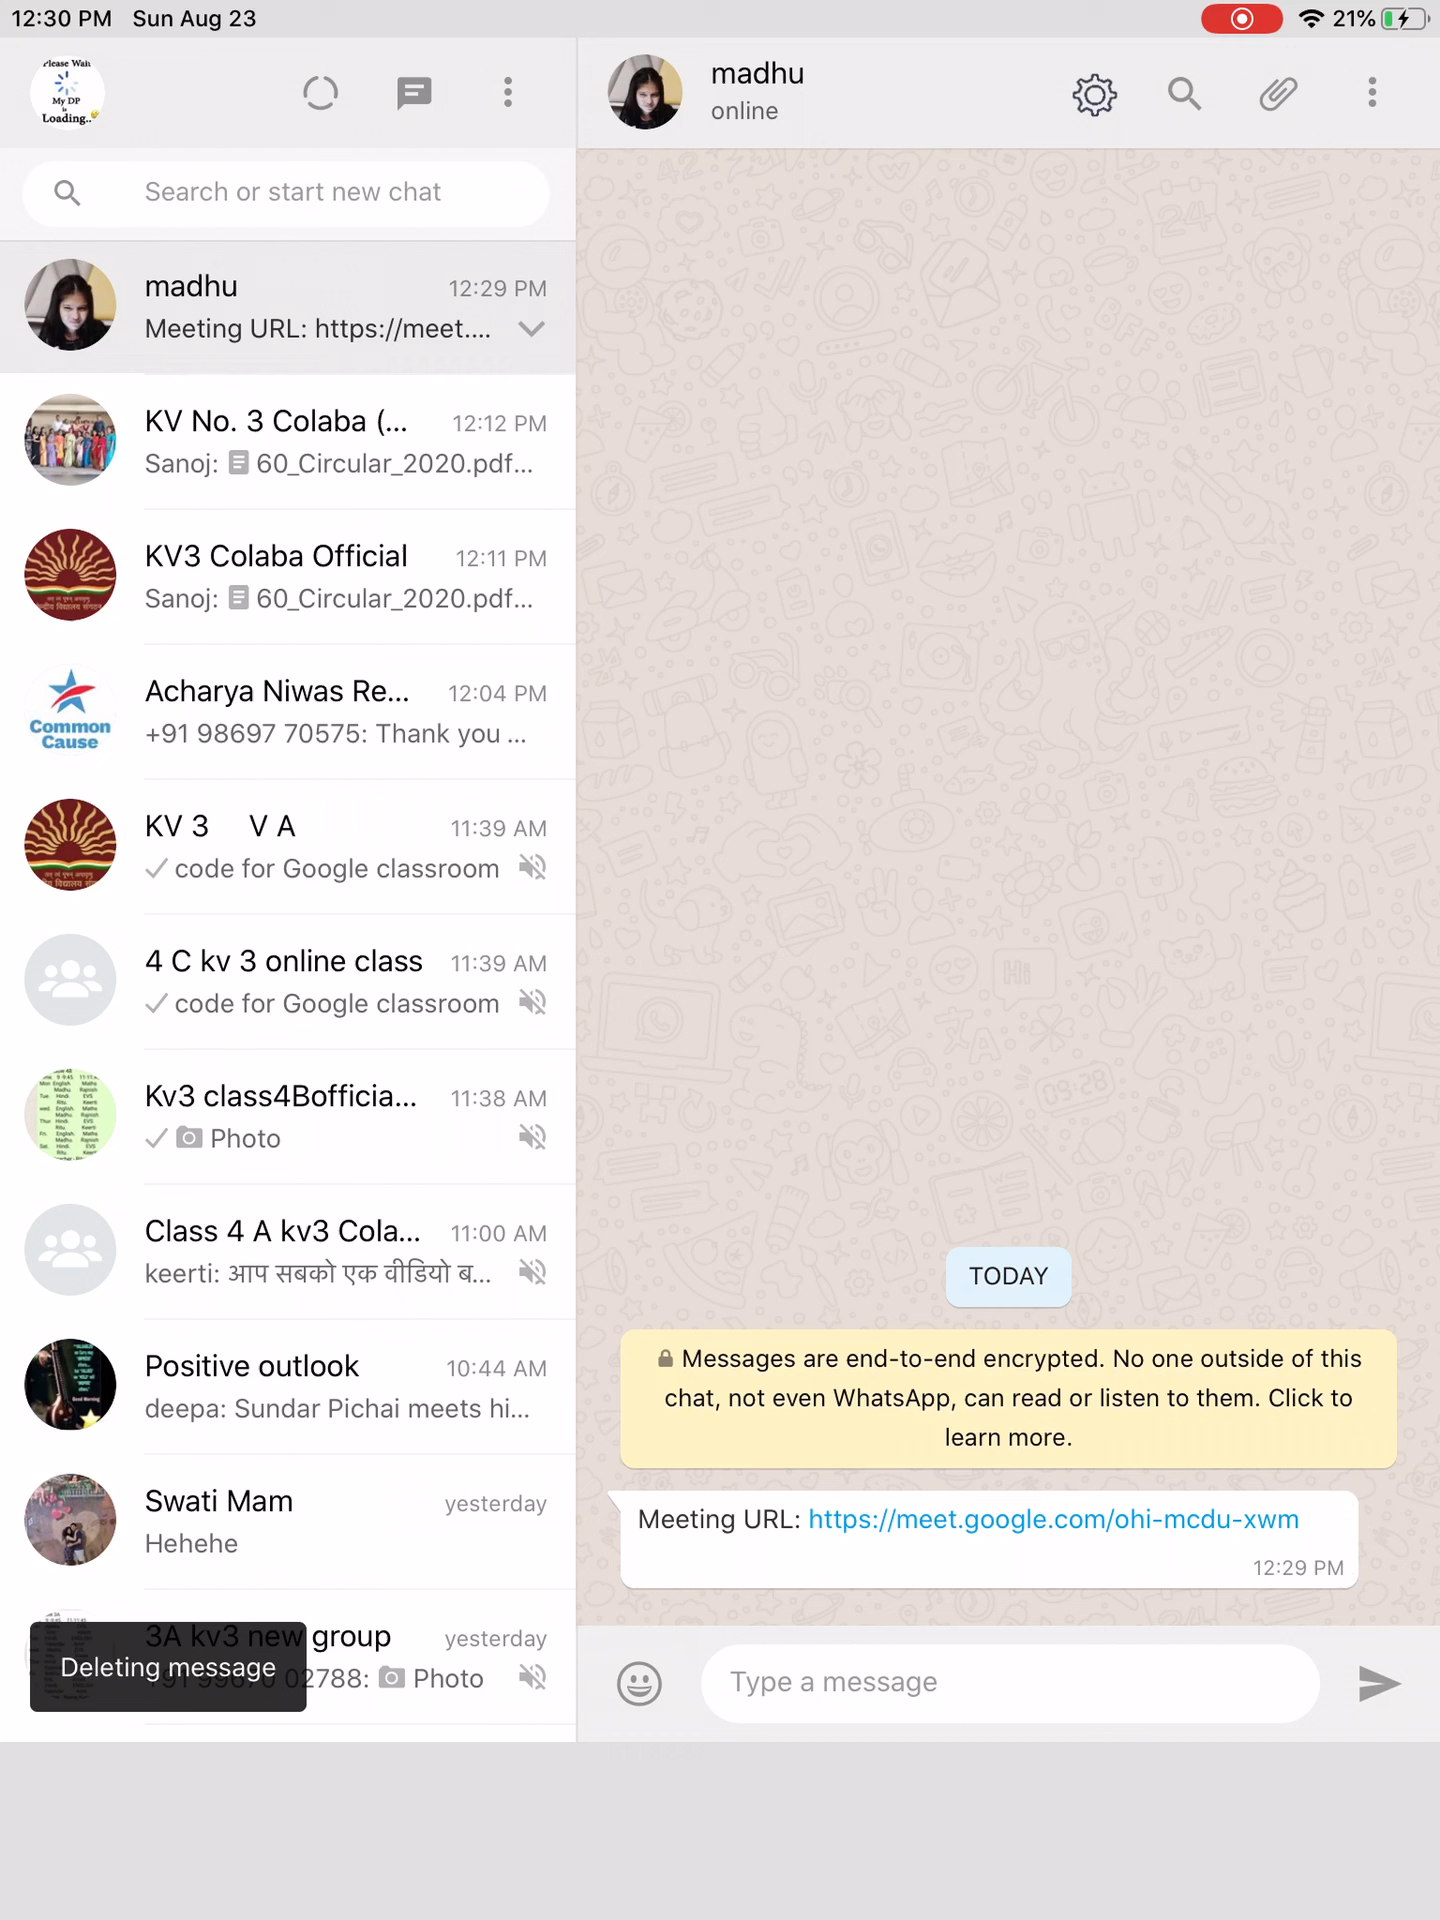 12:30 PM Sun Aug 23
21%
Please Wait
My DP
is
Loading..
madhu
online
Search or start new chat
madhu 12:29 PM
Meeting URL: https://meet....
KV No. 3 Colaba (... 12:12 PM
Sanoj: 60_Circular_2020.pdf...
KV3 Colaba Official 12:11 PM
Sanoj: 60_Circular_2020.pdf...
Common
Cause
Acharya Niwas Re... 12:04 PM
+91 98697 70575: Thank you ...
KV 3 V A 11:39 AM
code for Google classroom
4 C kv 3 online class 11:39 AM
code for Google classroom
Kv3 class4Bofficia... 11:38 AM
Photo
Class 4 A kv3 Cola... 11:00 AM
keerti: आप सबको एक वीडियो ब...
Positive outlook 10:44 AM
deepa: Sundar Pichai meets hi...
Swati Mam yesterday
Hehehe
3A kv3 new group yesterday
02788: Photo
Deleting message
TODAY
Messages are end-to-end encrypted. No one outside of this
chat, not even WhatsApp, can read or listen to them. Click to
learn more.
Meeting URL: https://meet.google.com/ohi-mcdu-xwm
12:29 PM
Type a message